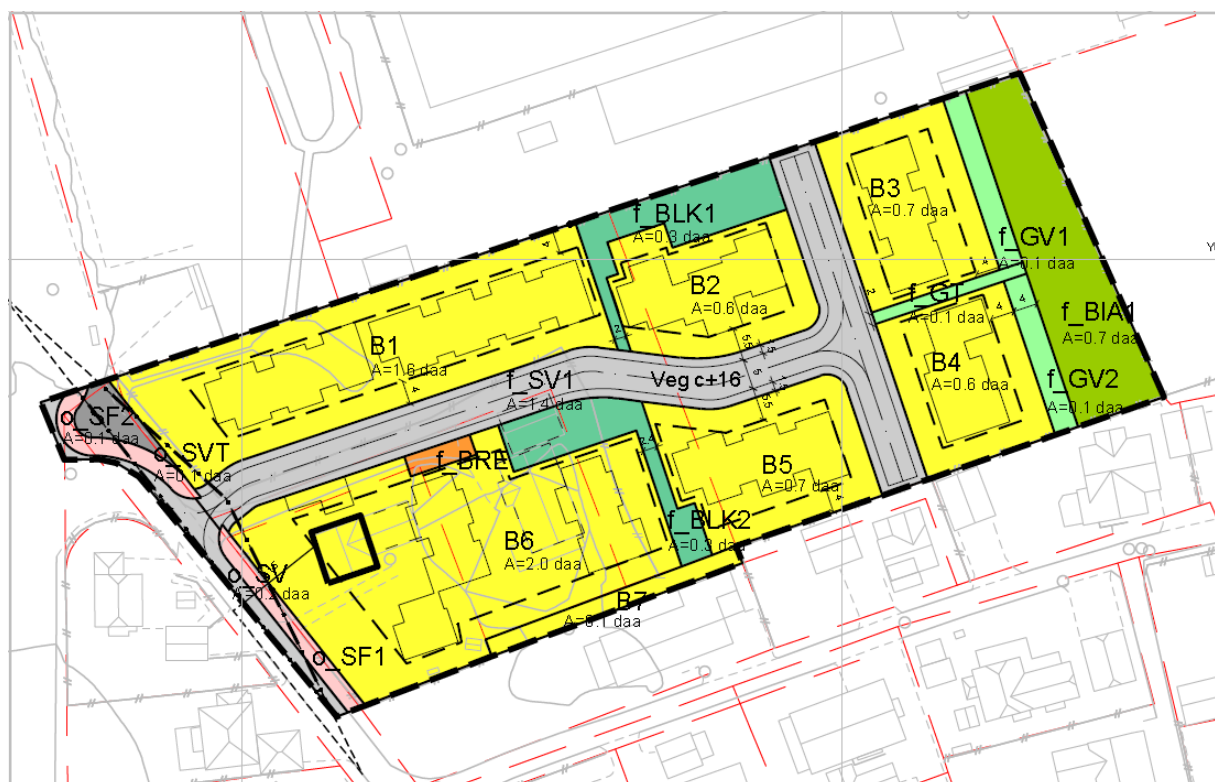 B3
A=0.7 daa
f_BLK1
A=0.3 daa
f_GV1
A=0.1 daa
B2
A=0.6 daa
f_GT
A=0.1 daa
f_BIA1
A=0.7 daa
B1
A=1.6 daa
B4
A=0.6 daa
f_SV1
A=1.4 daa
Veg c+16
f_GV2
A=0.1 daa
o_SF2
A=0.1 daa
o_SVT
A=0.1 daa
f_BRE
B5
A=0.7 daa
f_BLK2
A=0.3 daa
B6
A=2.0 daa
o_SV
A=0.2 daa
B7
A=0.1 daa
o_SF1